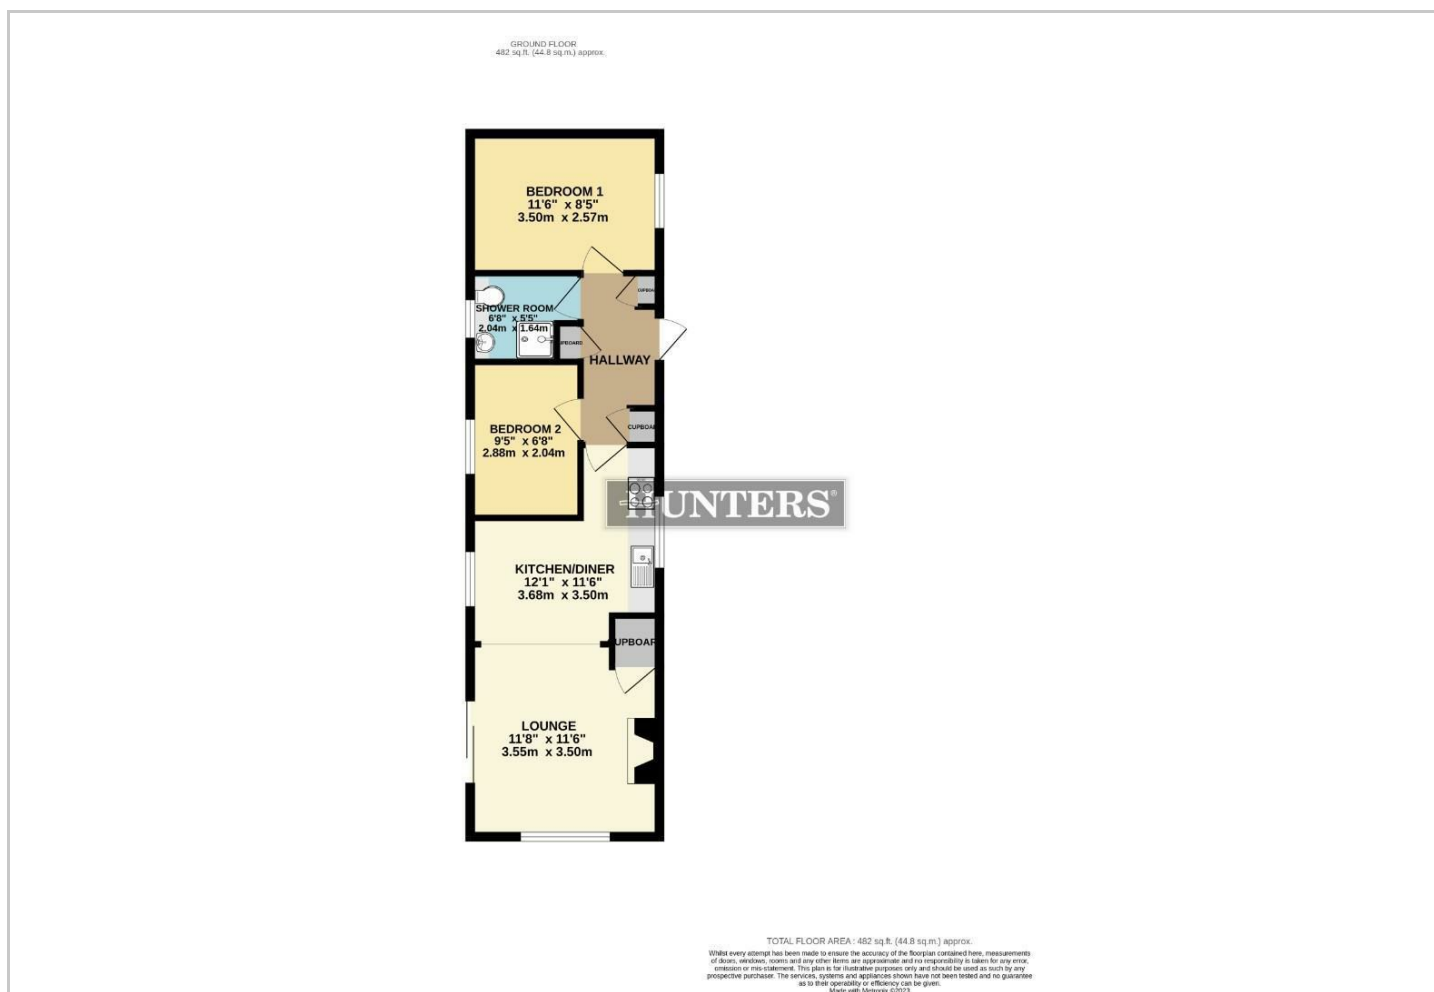 GROUND FLOOR
482 sq.ft. (44.8 sq.m.) approx.
BEDROOM 1
11'6" x 8'5"
3.50m x 2.57m
CUPBOARD
SHOWER ROOM
6'8" x 5'5"
2.04m x 1.64m
CUPBOARD
HALLWAY
BEDROOM 2
9'5" x 6'8"
2.88m x 2.04m
CUPBOARD
HUNTERS®
KITCHEN/DINER
12'1" x 11'6"
3.68m x 3.50m
CUPBOARD
LOUNGE
11'8" x 11'6"
3.55m x 3.50m
TOTAL FLOOR AREA : 482 sq.ft. (44.8 sq.m.) approx.
Whilst every attempt has been made to ensure the accuracy of the floorplan contained here, measurements
of doors, windows, rooms and any other items are approximate and no responsibility is taken for any error,
omission or mis-statement. This plan is for illustrative purposes only and should be used as such by any
prospective purchaser. The services, systems and appliances shown have not been tested and no guarantee
as to their operability or efficiency can be given.
Made with Metropix ©2023